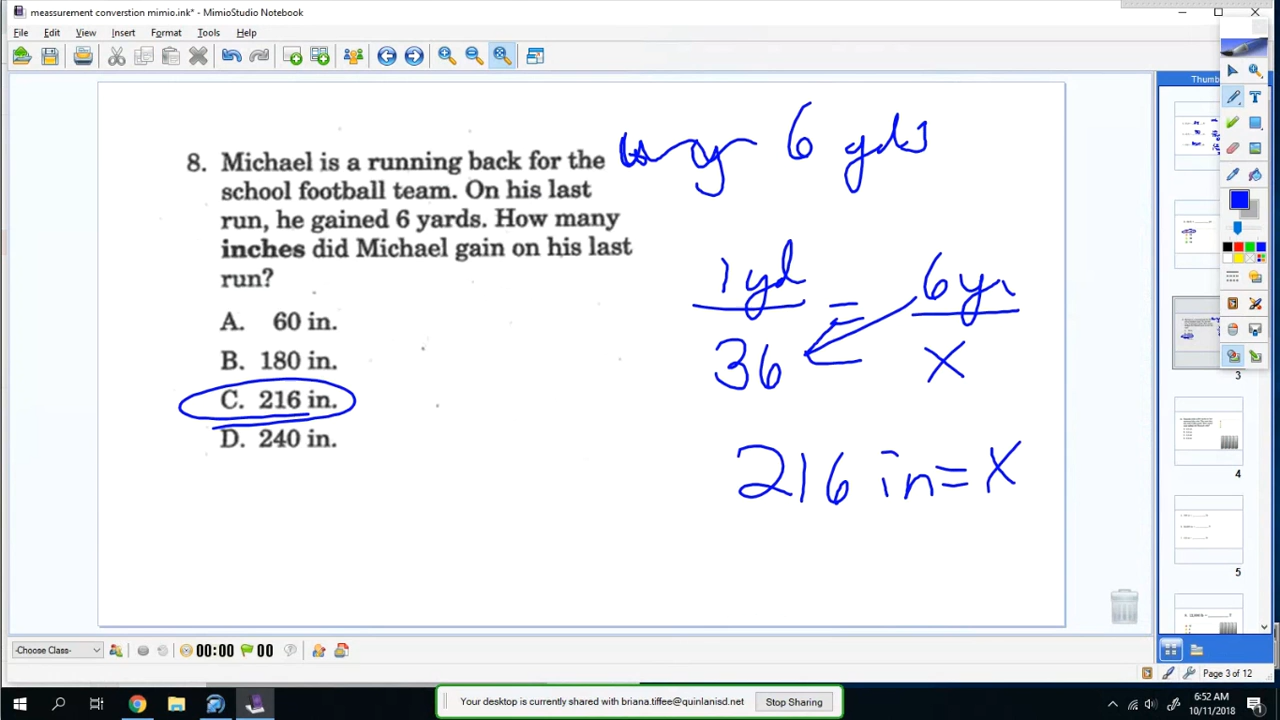 meassurement converstion mimio.ink* - MimioStudio Notebook
File Edit View Insert Format Tools Help
6 yds
8. Michael is a running back for the
school football team. On his last
run, he gained 6 yards. How many
inches did Michael gain on his last
run?
A. 60 in.
B. 180 in.
C. 216 in.
D. 240 in.
1 yd = 6 yr
36 X
216 in = X
Thumb
3
4
5
6
-Choose Class-
00:00
00
Page 3 of 12
Your desktop is currently shared with briana.tiffee@quinlanisd.net
Stop Sharing
6:52 AM
10/11/2018